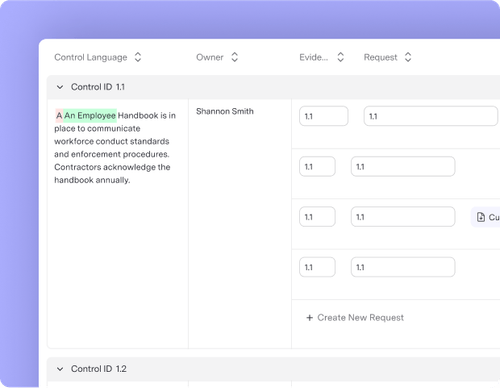 Control Language Owner Evide... Request
Control ID 1.1
A An Employee Handbook is in
place to communicate
workforce conduct standards
and enforcement procedures.
Contractors acknowledge the
handbook annually.
Shannon Smith
1.1 1.1
1.1 1.1
1.1 1.1 Cu
1.1 1.1
+ Create New Request
Control ID 1.2